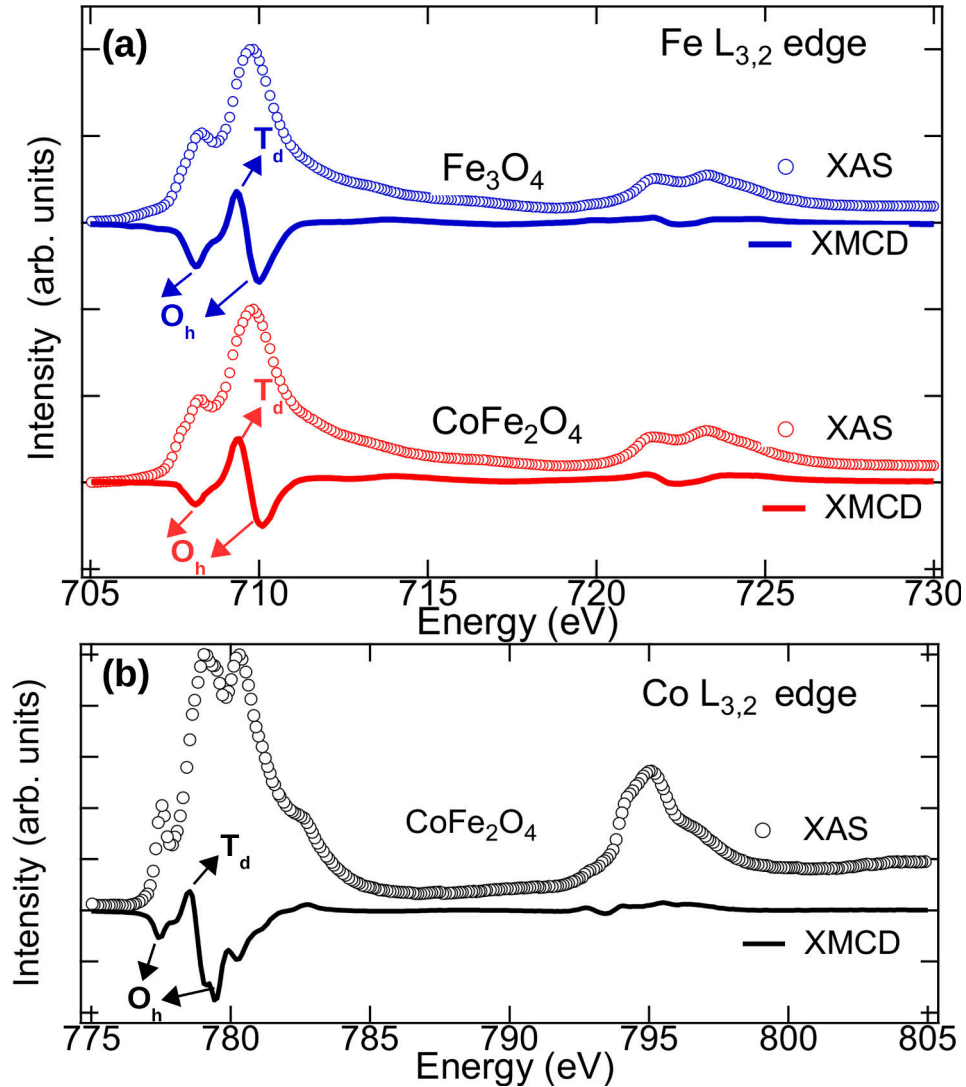 (a)
Fe L3,2 edge
Td
Fe3O4
XAS
XMCD
Oh
Td
CoFe2O4
XAS
XMCD
Oh
Intensity (arb. units)
705 710 715 720 725 730
Energy (eV)
(b)
Co L3,2 edge
CoFe2O4
XAS
Td
XMCD
Oh
Intensity (arb. units)
775 780 785 790 795 800 805
Energy (eV)